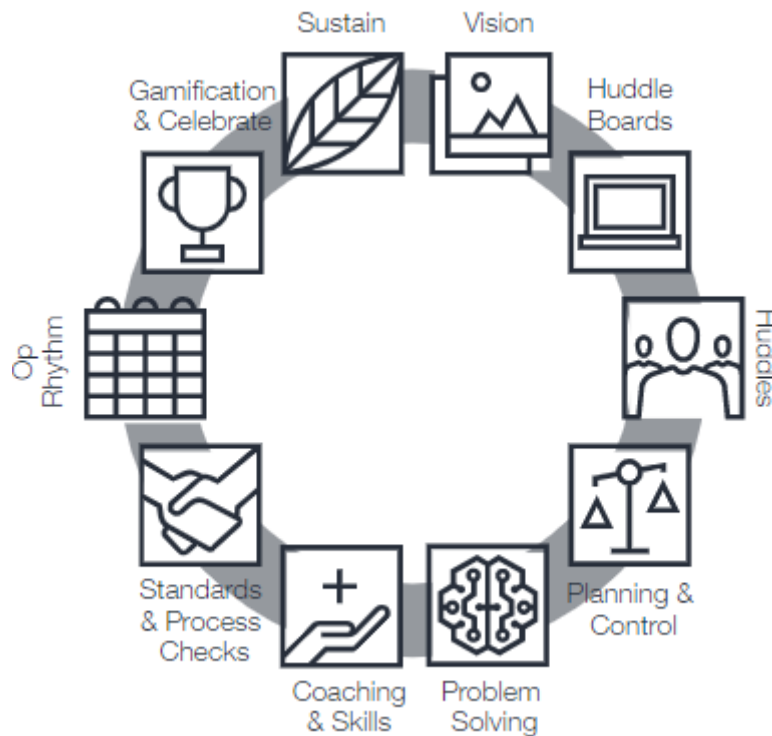 Sustain
Vision
Gamification
& Celebrate
Huddle
Boards
Op
Rhythm
Huddles
Standards
& Process
Checks
Planning &
Control
Coaching
& Skills
Problem
Solving